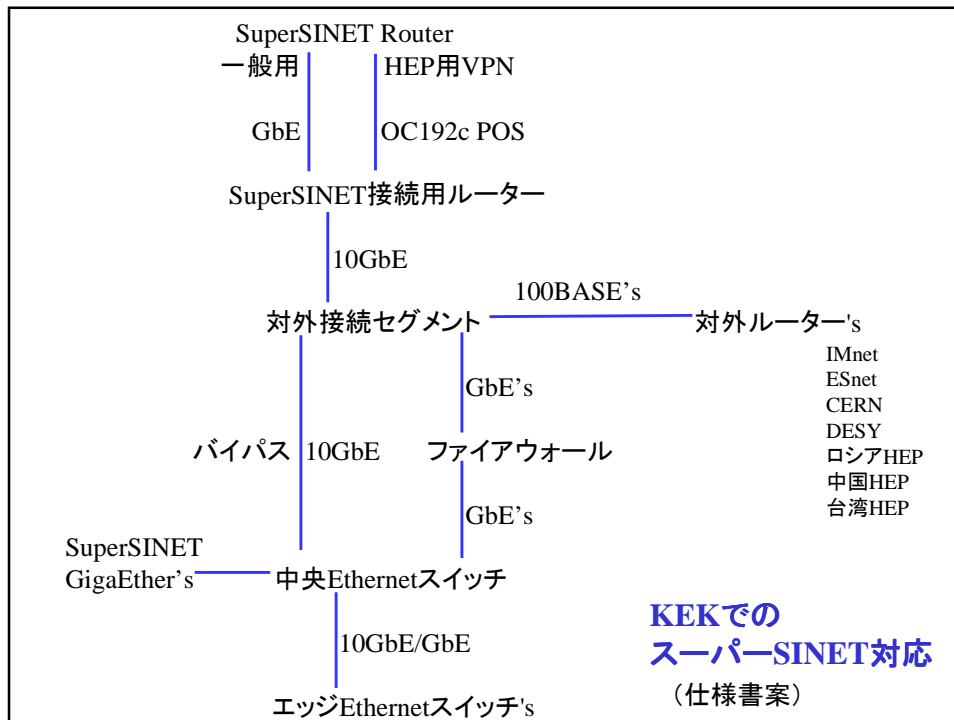 SuperSINET Router
一般用
HEP用VPN
GbE
OC192c POS
SuperSINET接続用ルーター
10GbE
100BASE's
対外接続セグメント
対外ルーター's
IMnet
ESnet
CERN
DESY
ロシアHEP
中国HEP
台湾HEP
GbE's
バイパス
10GbE
ファイアウォール
GbE's
SuperSINET
GigaEther's
中央Ethernetスイッチ
10GbE/GbE
エッジEthernetスイッチ's
KEKでの
スーパーSINET対応
（仕様書案）